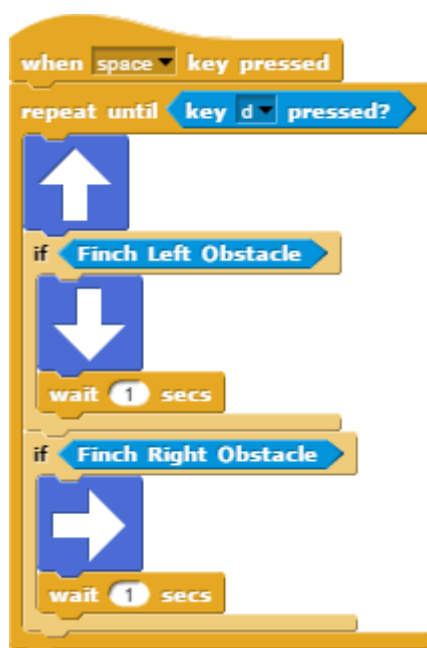 when space key pressed
repeat until key d pressed?
if Finch Left Obstacle
wait 1 secs
if Finch Right Obstacle
wait 1 secs